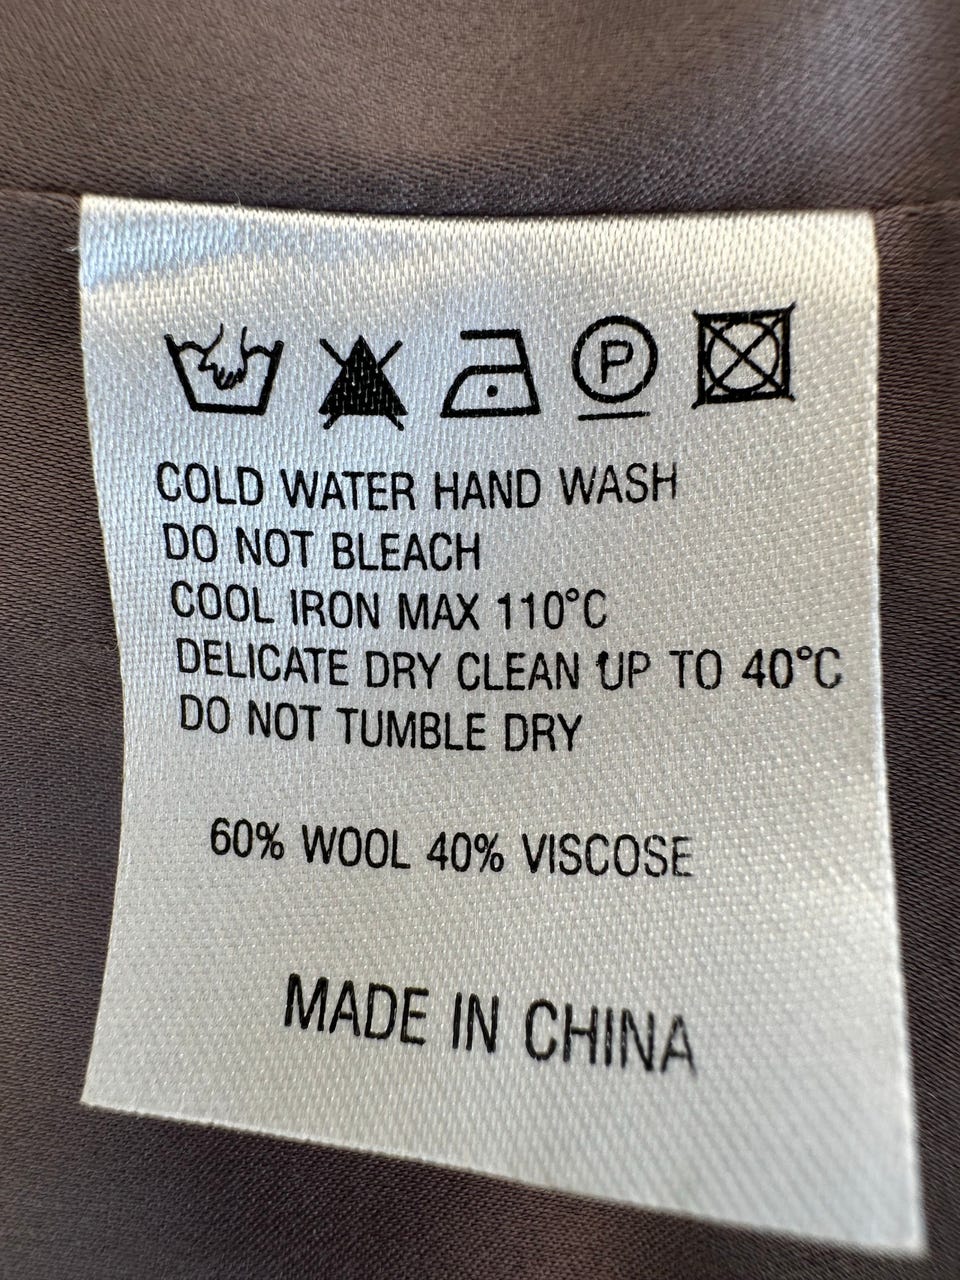 P
COLD WATER HAND WASH
DO NOT BLEACH
COOL IRON MAX 110°C
DELICATE DRY CLEAN UP TO 40°C
DO NOT TUMBLE DRY
60% WOOL 40% VISCOSE
MADE IN CHINA